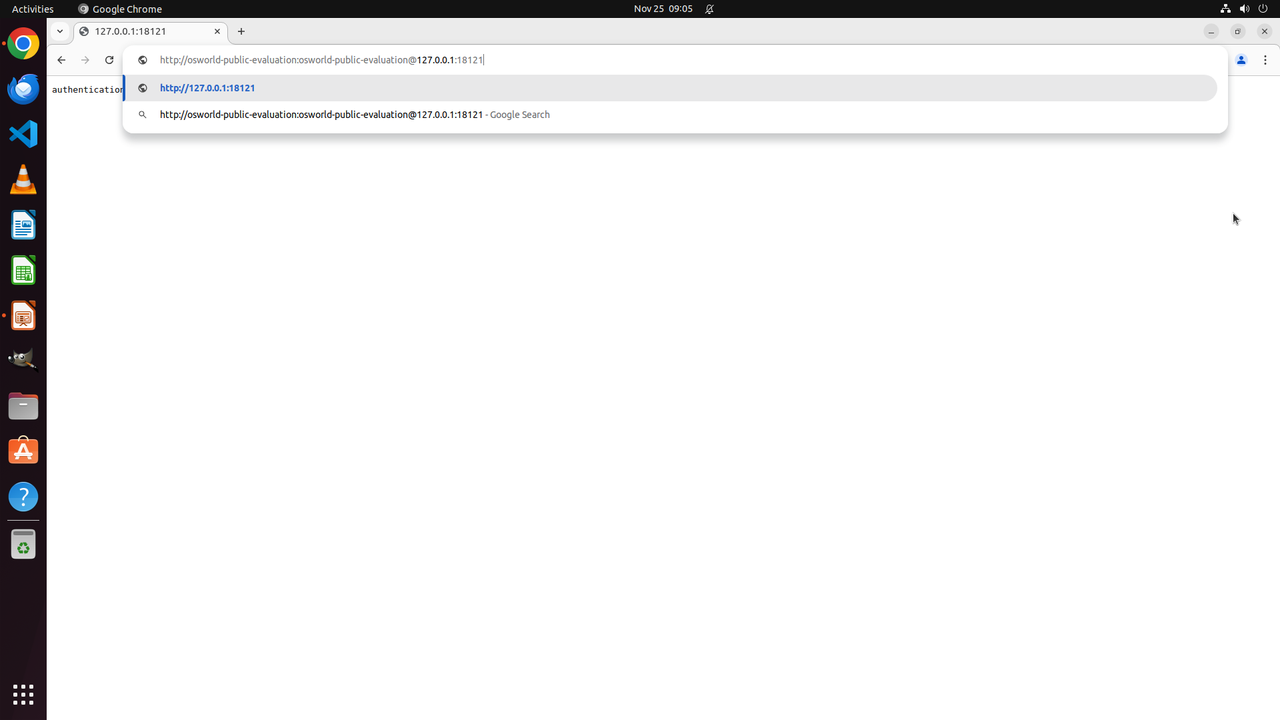 Activities
Google Chrome
Nov 25 09:05
127.0.0.1:18121
http://osworld-public-evaluation:osworld-public-evaluation@127.0.0.1:18121
authentication
http://127.0.0.1:18121
http://osworld-public-evaluation:osworld-public-evaluation@127.0.0.1:18121 - Google Search